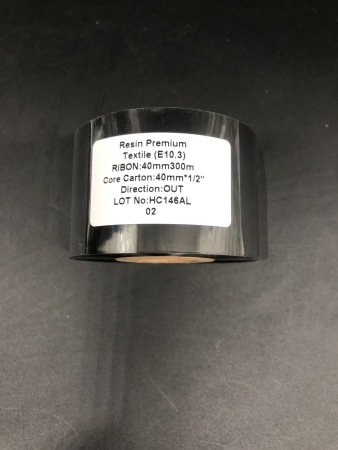 Resin Premium
Textile (E10.3)
RIBON:40mm300m
Core Carton:40mm*1/2"
Direction:OUT
LOT No:HC146AL
02